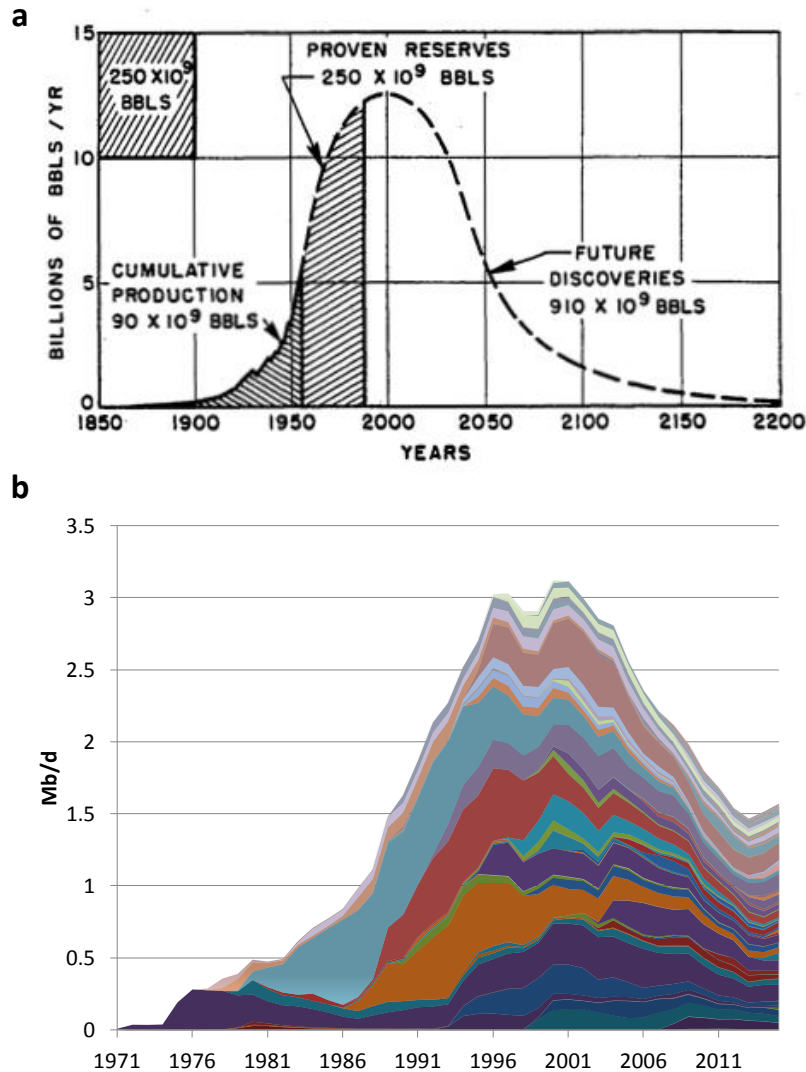 a
15
10
5
0
BILLIONS OF BBLS / YR
250X10⁹
BBLS
PROVEN RESERVES
250 X 10⁹ BBLS
CUMULATIVE
PRODUCTION
90 X 10⁹ BBLS
FUTURE
DISCOVERIES
910 X 10⁹ BBLS
1850 1900 1950 2000 2050 2100 2150 2200
YEARS
b
3.5
3
2.5
2
1.5
1
0.5
0
Mb/d
1971 1976 1981 1986 1991 1996 2001 2006 2011